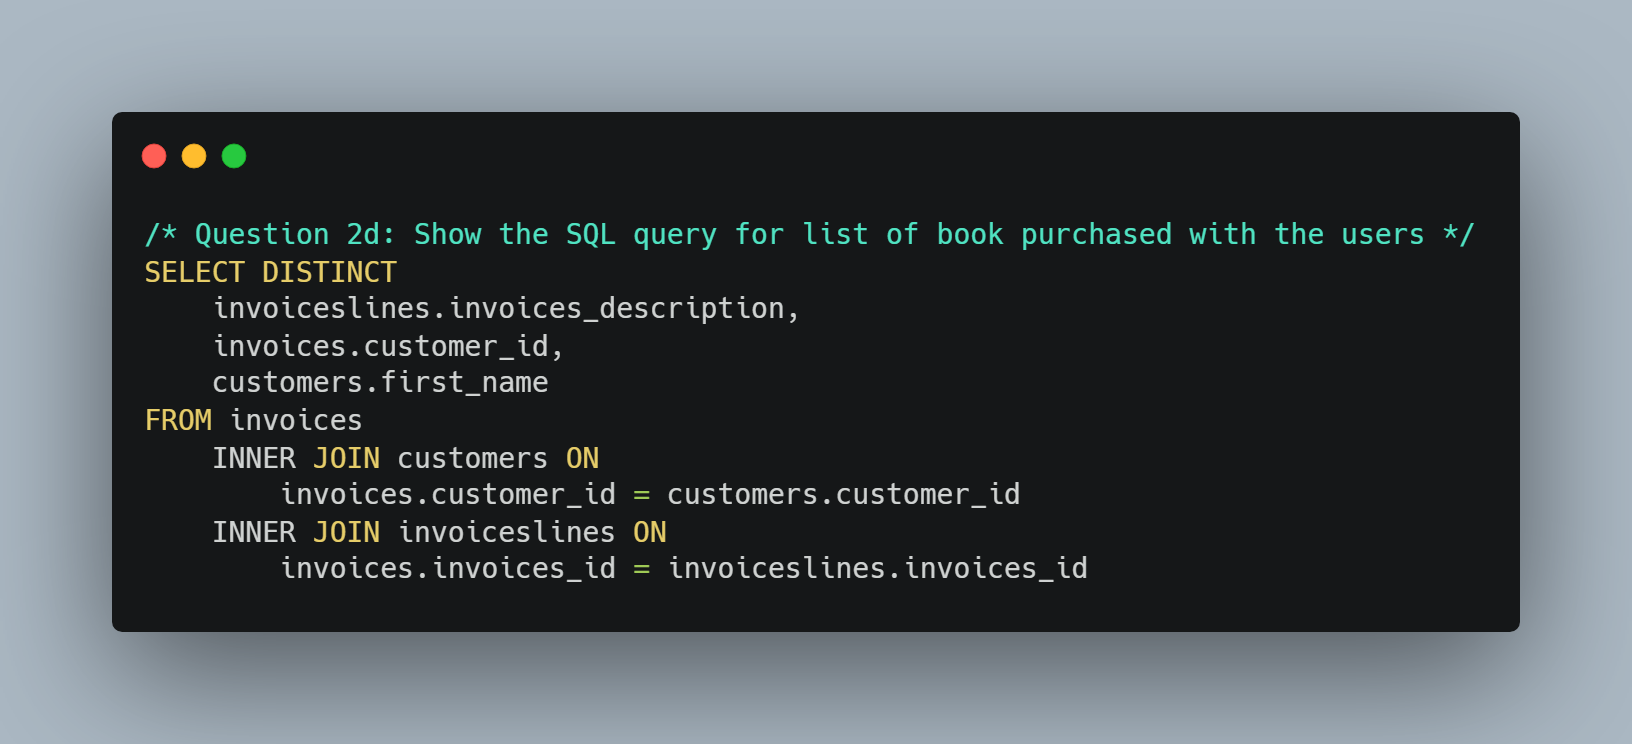 /* Question 2d: Show the SQL query for list of book purchased with the users */
SELECT DISTINCT
    invoiceslines.invoices_description,
    invoices.customer_id,
    customers.first_name
FROM invoices
    INNER JOIN customers ON
        invoices.customer_id = customers.customer_id
    INNER JOIN invoiceslines ON
        invoices.invoices_id = invoiceslines.invoices_id